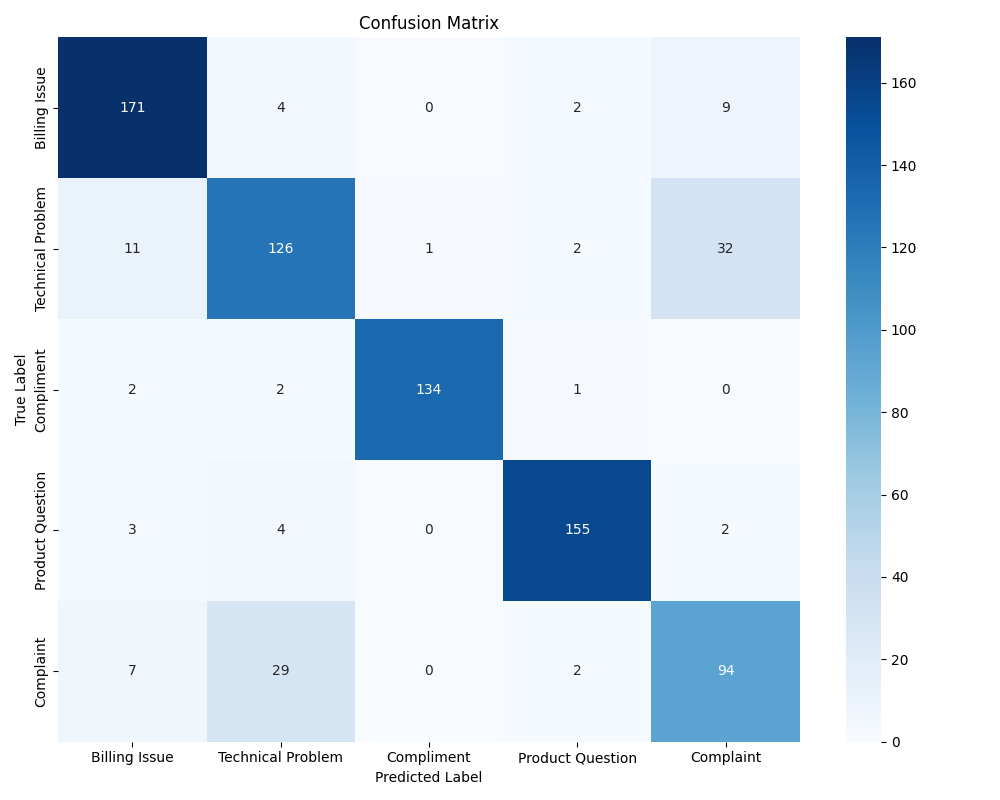 Confusion Matrix
Billing Issue
171 4 0 2 9
Technical Problem
11 126 1 2 32
Compliment
2 2 134 1 0
Product Question
3 4 0 155 2
Complaint
7 29 0 2 94
True Label
Billing Issue Technical Problem Compliment Product Question Complaint
Predicted Label
160
140
120
100
80
60
40
20
0